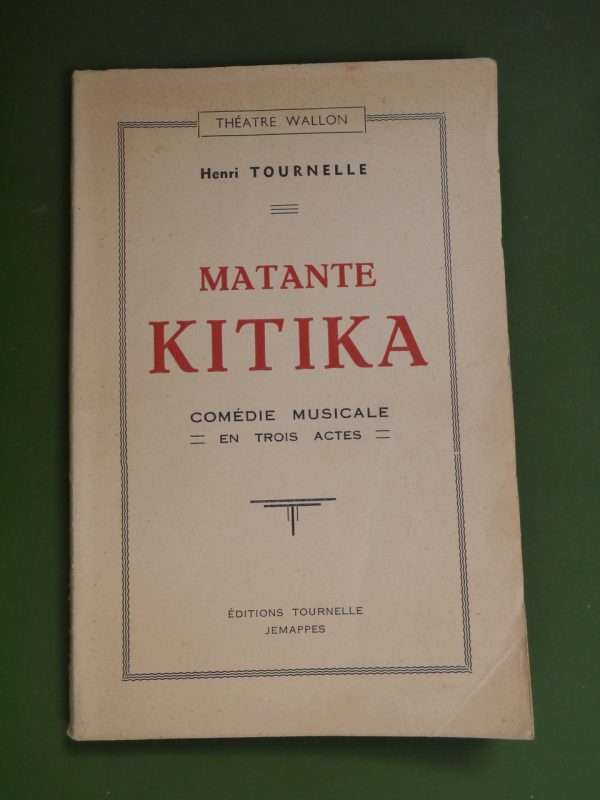 THÉATRE WALLON
Henri TOURNELLE
MATANTE
KITIKA
COMÉDIE MUSICALE
EN TROIS ACTES
ÉDITIONS TOURNELLE
JEMAPPES